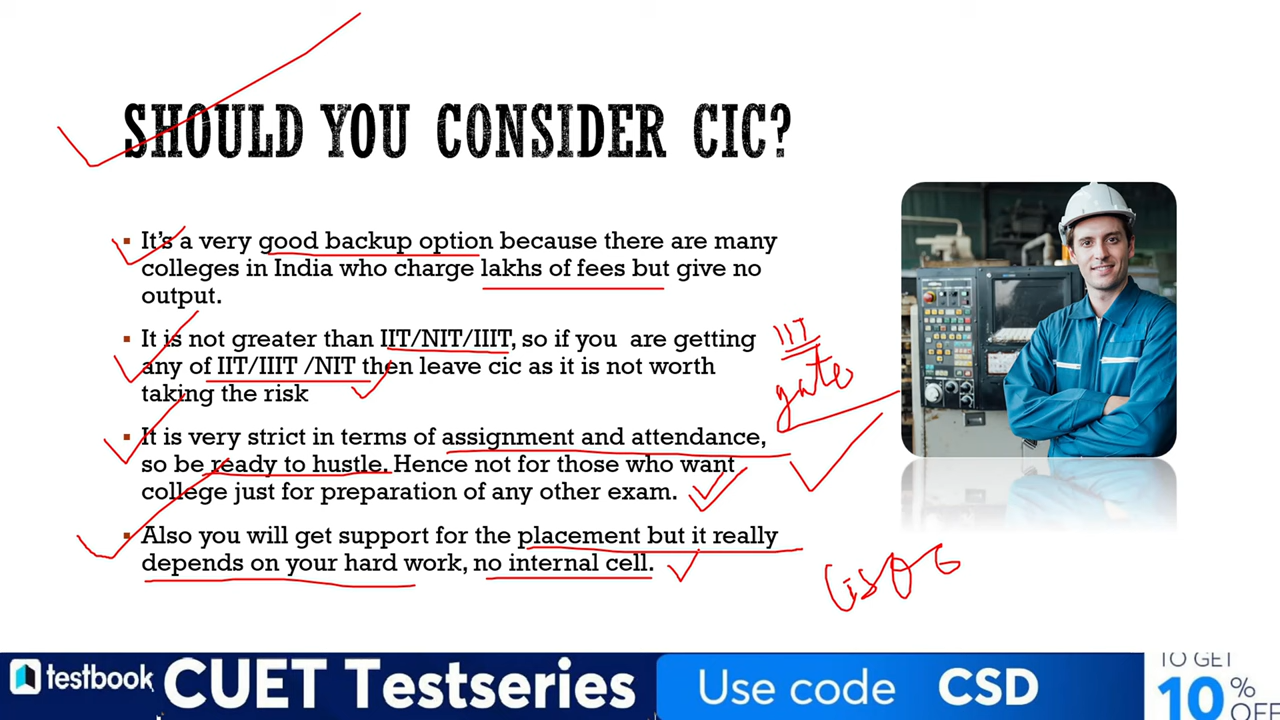 SHOULD YOU CONSIDER CIC?
It's a very good backup option because there are many
colleges in India who charge lakhs of fees but give no
output.
It is not greater than IIT/NIT/IIIT, so if you are getting
any of IIT/IIIT /NIT then leave cic as it is not worth
taking the risk
It is very strict in terms of assignment and attendance,
so be ready to hustle. Hence not for those who want
college just for preparation of any other exam.
Also you will get support for the placement but it really
depends on your hard work, no internal cell.
IIT
gate
testbook CUET Testseries
Use code CSD
TO GET
10% OFF